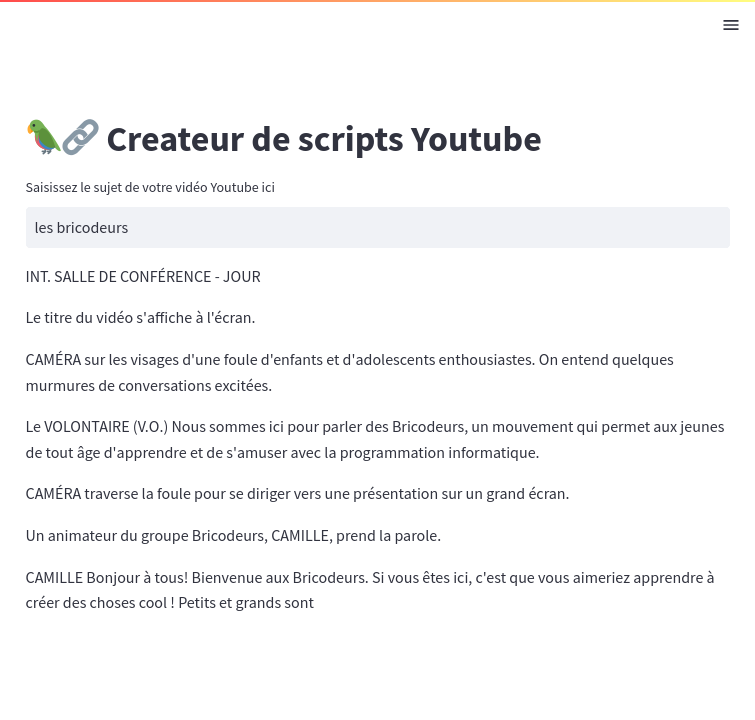 🦜🔗 Createur de scripts Youtube
Saisissez le sujet de votre vidéo Youtube ici
les bricodeurs
INT. SALLE DE CONFÉRENCE - JOUR
Le titre du vidéo s'affiche à l'écran.
CAMÉRA sur les visages d'une foule d'enfants et d'adolescents enthousiastes. On entend quelques
murmures de conversations excitées.
Le VOLONTAIRE (V.O.) Nous sommes ici pour parler des Bricodeurs, un mouvement qui permet aux jeunes
de tout âge d'apprendre et de s'amuser avec la programmation informatique.
CAMÉRA traverse la foule pour se diriger vers une présentation sur un grand écran.
Un animateur du groupe Bricodeurs, CAMILLE, prend la parole.
CAMILLE Bonjour à tous! Bienvenue aux Bricodeurs. Si vous êtes ici, c'est que vous aimeriez apprendre à
créer des choses cool ! Petits et grands sont